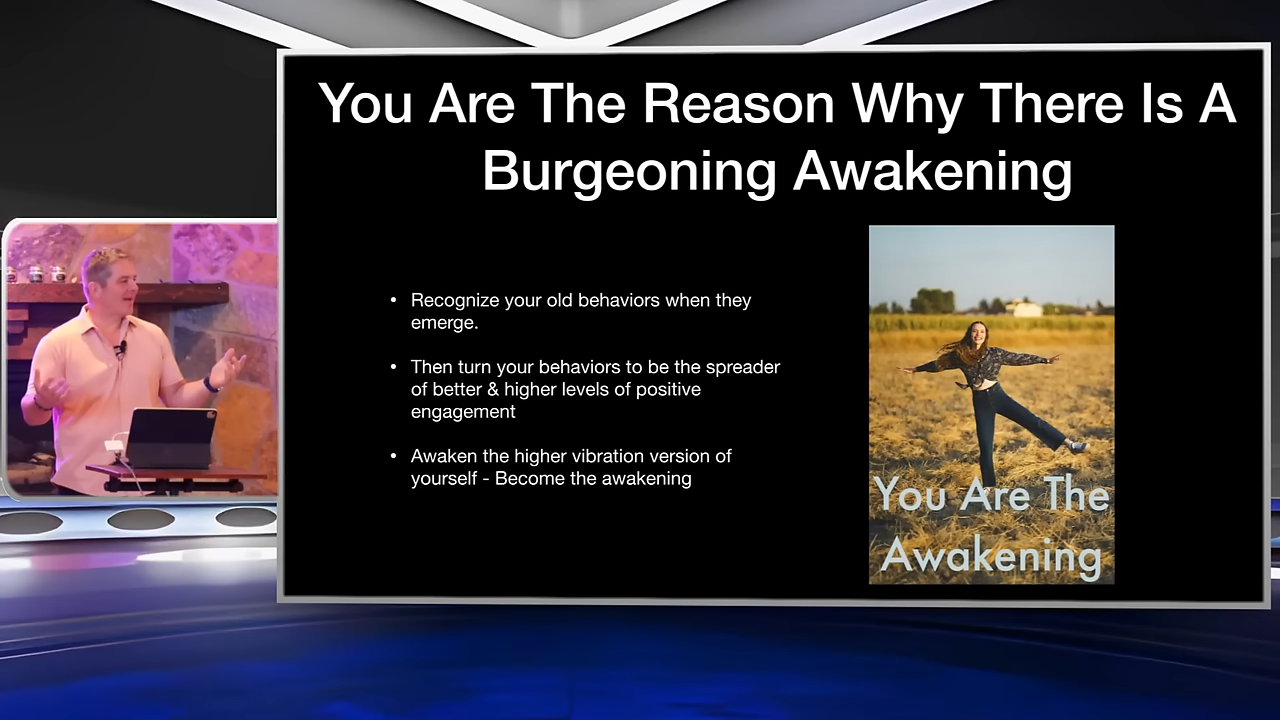 You Are The Reason Why There Is A
Burgeoning Awakening
• Recognize your old behaviors when they
emerge.
• Then turn your behaviors to be the spreader
of better & higher levels of positive
engagement
• Awaken the higher vibration version of
yourself - Become the awakening
You Are The
Awakening